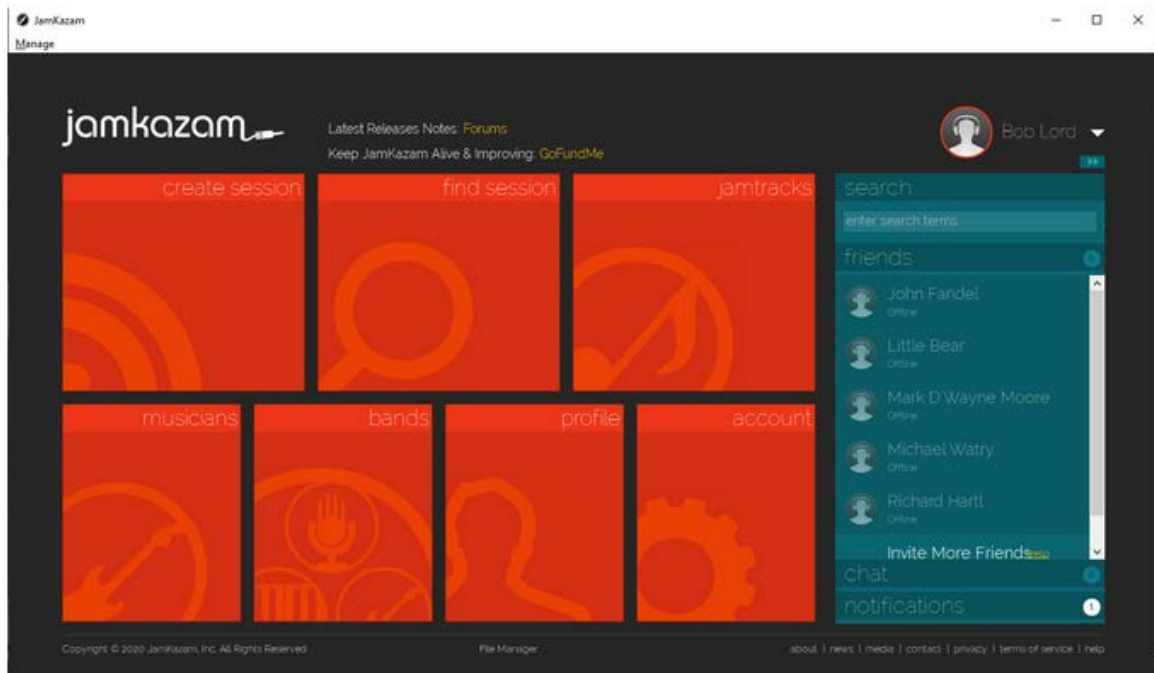 JamKazam
Manage
jamkazam
Latest Releases Notes: Forums
Keep JamKazam Alive & Improving: GoFundMe
Bob Lord
create session
find session
jamtracks
search
enter search terms
friends
John Fandel
Offline
Little Bear
Offline
Mark D'Wayne Moore
Offline
Michael Watry
Offline
Richard Hartl
Offline
Invite More Friends
musicians
bands
profile
account
chat
notifications
1
Copyright © 2020 JamKazam, Inc. All Rights Reserved
File Manager
about | news | media | contact | privacy | terms of service | help